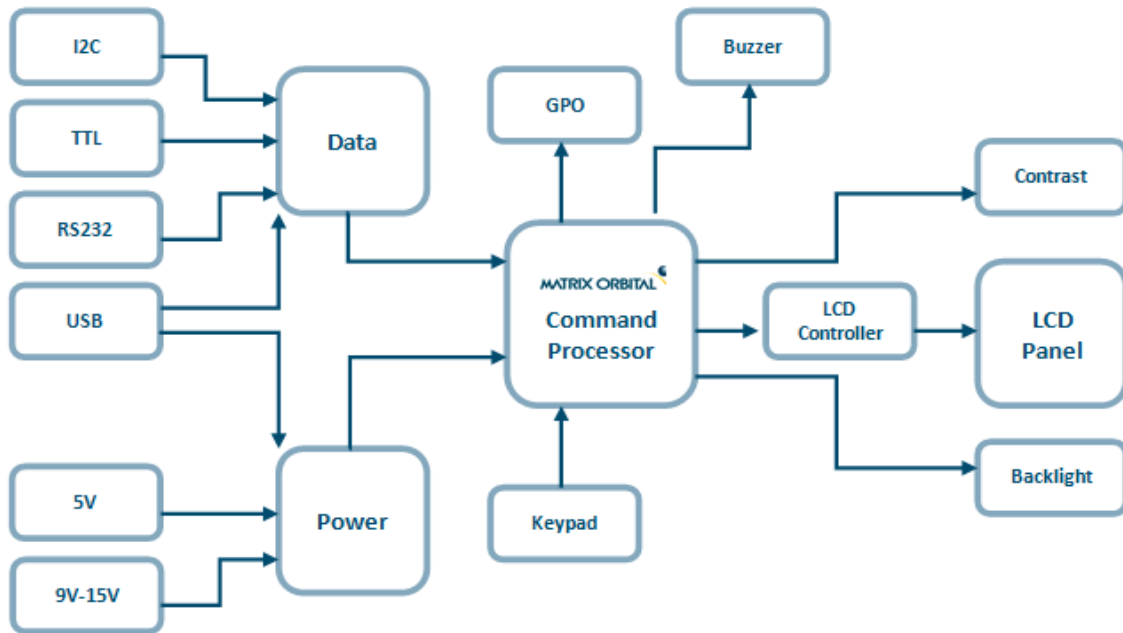 I2C
TTL
RS232
USB
5V
9V-15V
Data
Power
GPO
Buzzer
MATRIX ORBITAL
Command
Processor
Keypad
Contrast
LCD
Controller
LCD
Panel
Backlight